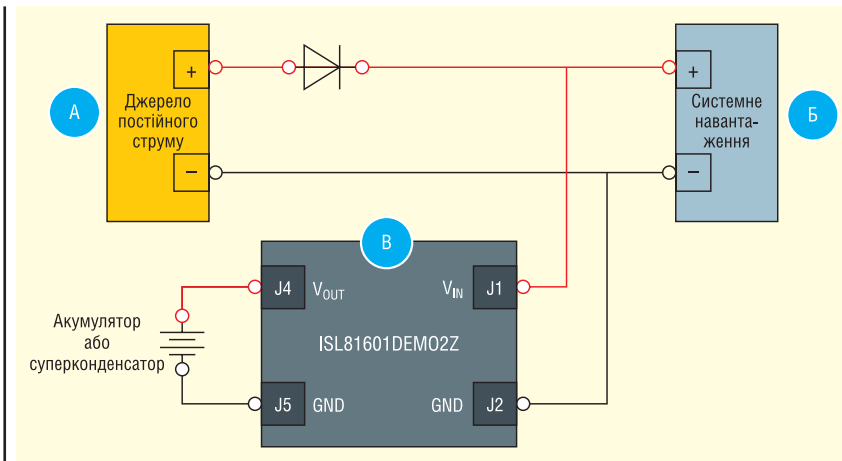 +
А
Джерело
постійного
струму
−
+
Системне
наванта-
ження
−
Б
В
J4
VOUT
VIN
J1
Акумулятор
або
суперконденсатор
ISL81601DEMO2Z
J5
GND
GND
J2